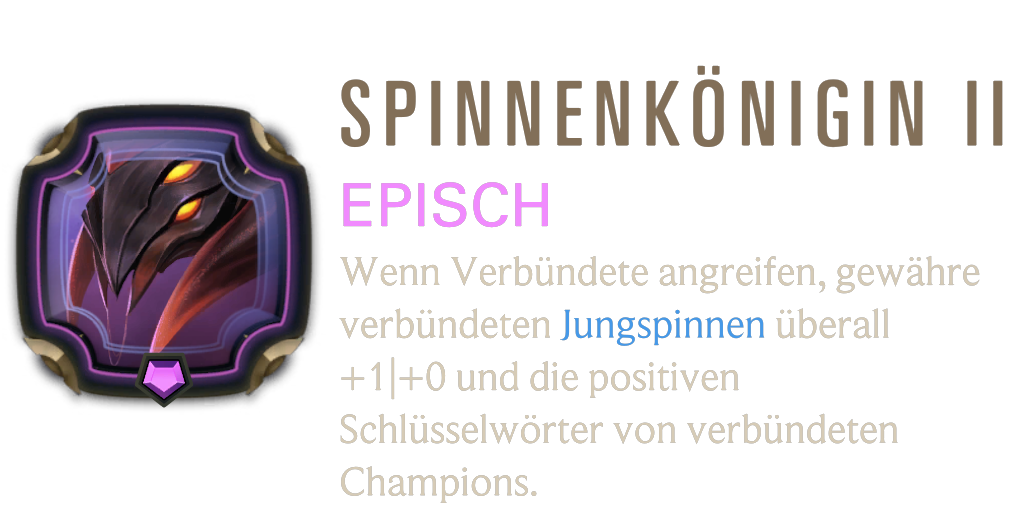 SPINNENKÖNIGIN II
EPISCH
Wenn Verbündete angreifen, gewähre
verbündeten Jungspinnen überall
+1|+0 und die positiven
Schlüsselwörter von verbündeten
Champions.